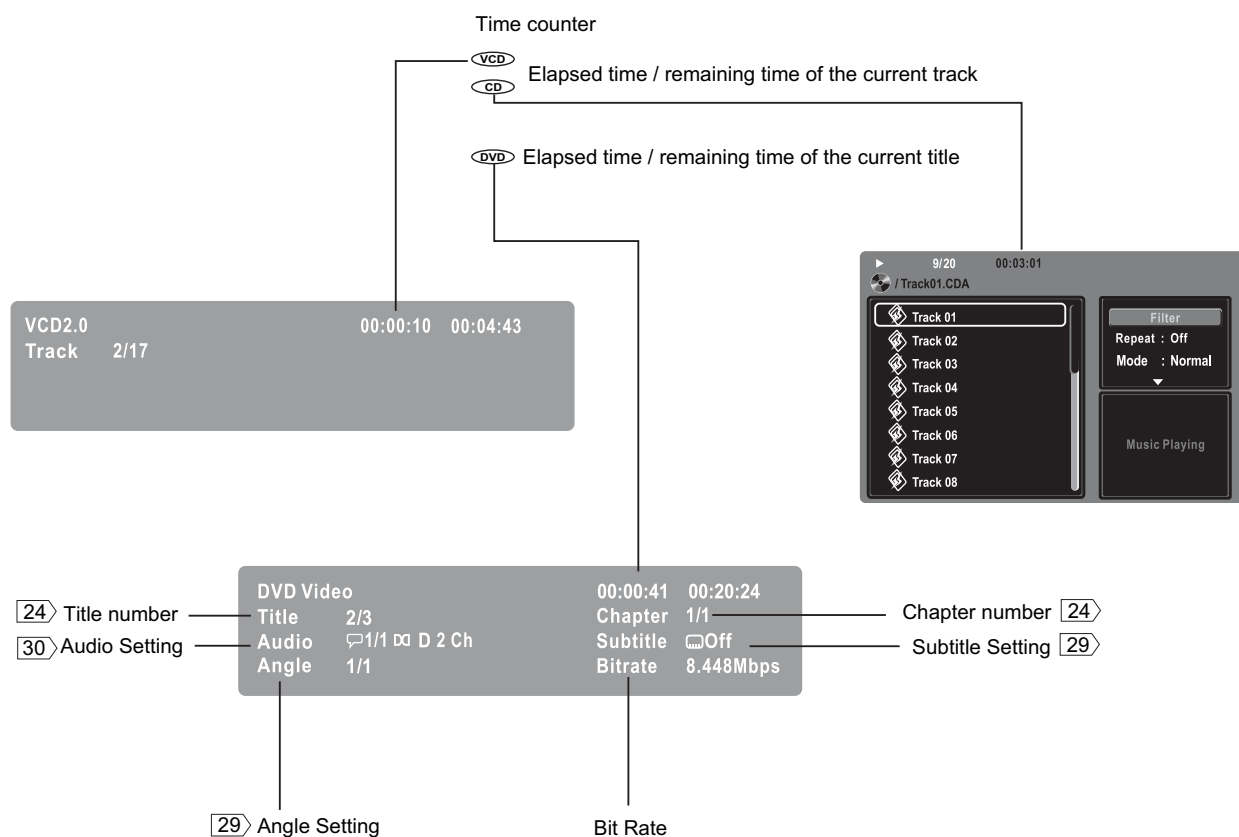 Time counter
VCD
Elapsed time / remaining time of the current track
CD
DVD Elapsed time / remaining time of the current title
9/20 00:03:01
/ Track01.CDA
Track 01
Track 02
Track 03
Track 04
Track 05
Track 06
Track 07
Track 08
Filter
Repeat : Off
Mode : Normal
Music Playing
VCD2.0 00:00:10 00:04:43
Track 2/17
DVD Video 00:00:41 00:20:24
24 Title number Title 2/3 Chapter 1/1 Chapter number 24
30 Audio Setting Audio 1/1 D 2 Ch Subtitle Off Subtitle Setting 29
Angle 1/1 Bitrate 8.448Mbps
29 Angle Setting Bit Rate